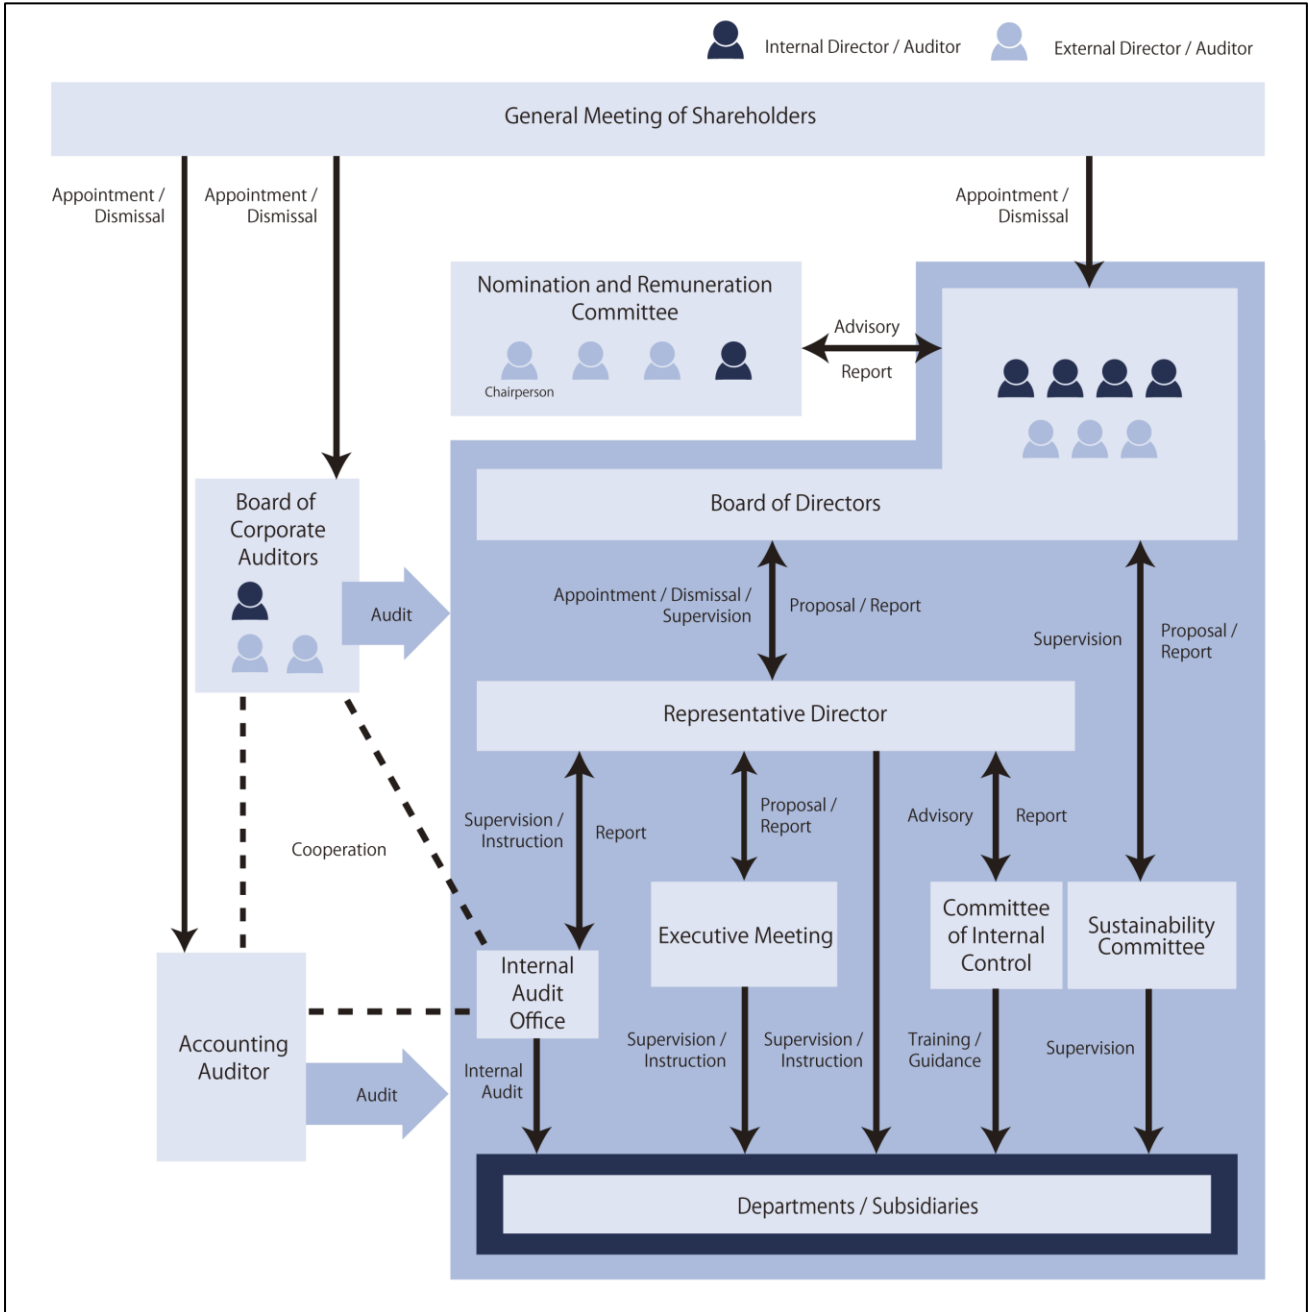 Internal Director / Auditor
External Director / Auditor
General Meeting of Shareholders
Appointment /
Dismissal
Appointment /
Dismissal
Appointment /
Dismissal
Nomination and Remuneration
Committee
Chairperson
Advisory
Report
Board of Directors
Board of
Corporate
Auditors
Audit
Appointment / Dismissal /
Supervision
Proposal / Report
Supervision
Proposal /
Report
Representative Director
Cooperation
Supervision /
Instruction
Report
Proposal /
Report
Advisory
Report
Internal
Audit
Office
Executive Meeting
Committee
of Internal
Control
Sustainability
Committee
Accounting
Auditor
Audit
Internal
Audit
Supervision /
Instruction
Supervision /
Instruction
Training /
Guidance
Supervision
Departments / Subsidiaries